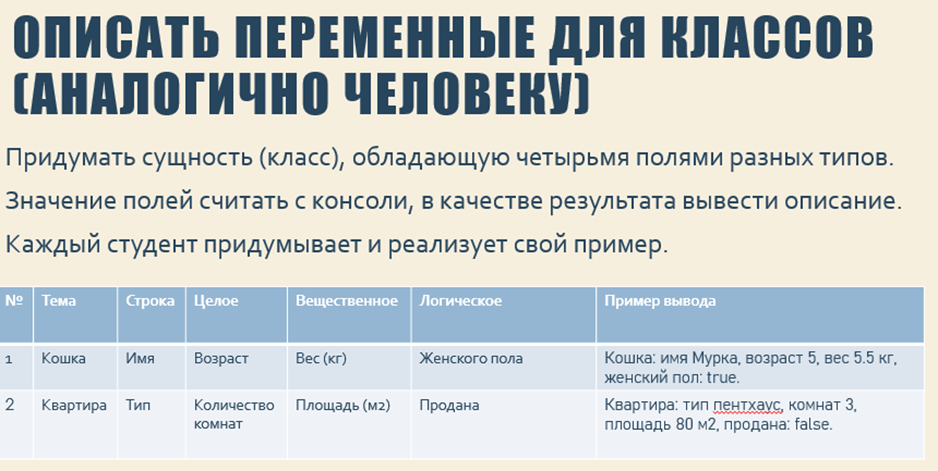 ОПИСАТЬ ПЕРЕМЕННЫЕ ДЛЯ КЛАССОВ
(АНАЛОГИЧНО ЧЕЛОВЕКУ)
Придумать сущность (класс), обладающую четырьмя полями разных типов.
Значение полей считать с консоли, в качестве результата вывести описание.
Каждый студент придумывает и реализует свой пример.
№ Тема Строка Целое Вещественное Логическое Пример вывода
1 Кошка Имя Возраст Вес (кг) Женского пола Кошка: имя Мурка, возраст 5, вес 5.5 кг,
женский пол: true.
2 Квартира Тип Количество Площадь (м2) Продана Квартира: тип пентхаус, комнат 3,
комнат площадь 80 м2, продана: false.